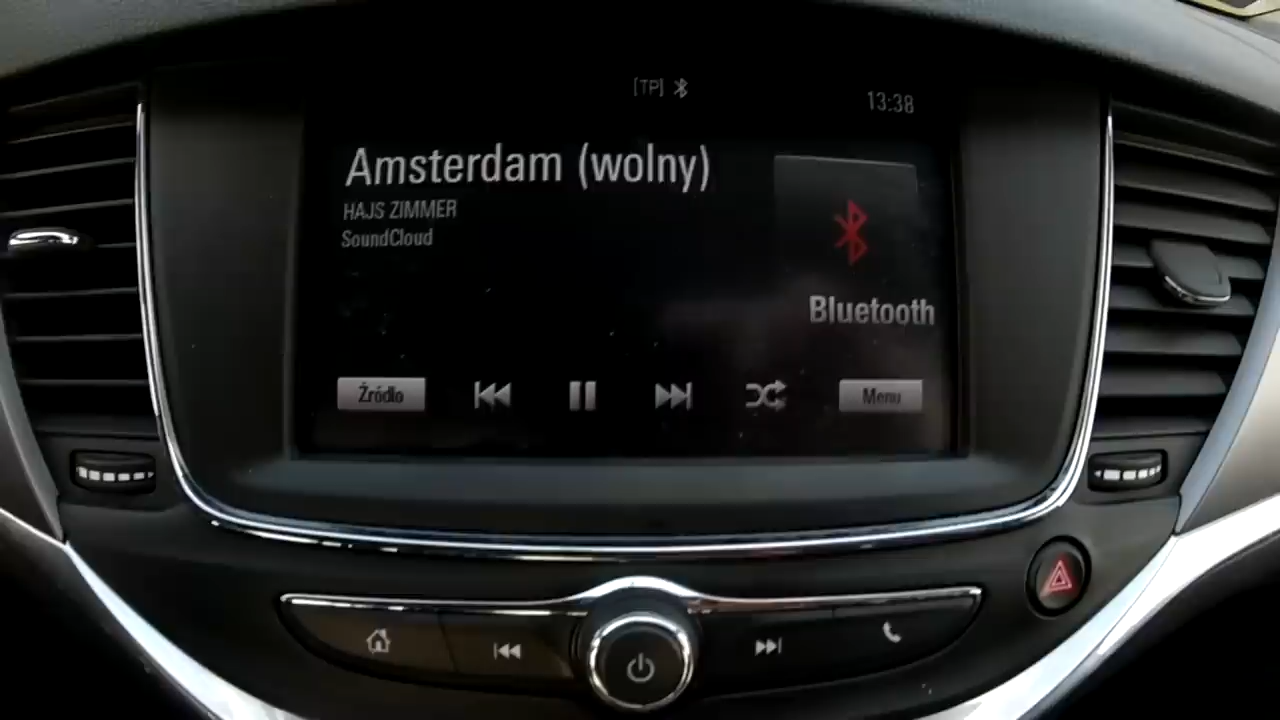 [TP]
13:38
Amsterdam (wolny)
HAJS ZIMMER
SoundCloud
Bluetooth
Źródło
Menu